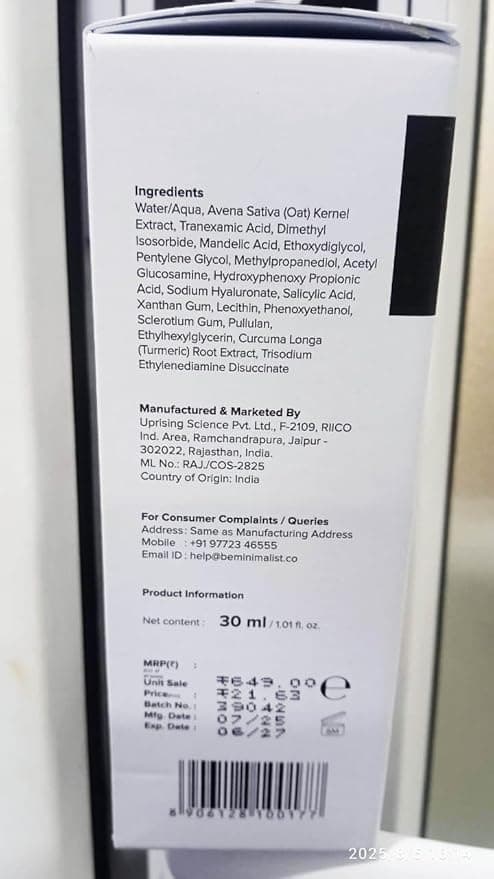 Ingredients
Water/Aqua, Avena Sativa (Oat) Kernel
Extract, Tranexamic Acid, Dimethyl
Isosorbide, Mandelic Acid, Ethoxydiglycol,
Pentylene Glycol, Methylpropanediol, Acetyl
Glucosamine, Hydroxyphenoxy Propionic
Acid, Sodium Hyaluronate, Salicylic Acid,
Xanthan Gum, Lecithin, Phenoxyethanol,
Sclerotium Gum, Pullulan,
Ethylhexylglycerin, Curcuma Longa
(Turmeric) Root Extract, Trisodium
Ethylenediamine Disuccinate
Manufactured & Marketed By
Uprising Science Pvt. Ltd., F-2109, RIICO
Ind. Area, Ramchandrapura, Jaipur -
302022, Rajasthan, India.
ML No.: RAJ./COS-2825
Country of Origin: India
For Consumer Complaints / Queries
Address : Same as Manufacturing Address
Mobile : +91 97723 46555
Email ID : help@beminimalist.co
Product Information
Net content : 30 ml / 1.01 fl. oz.
MRP(₹) :
Unit Sale ₹649.00 e
Price : ₹21.63
Batch No. : 39042
Mfg. Date : 07/25
Exp. Date : 06/27
6M
8 906128 100177
2025